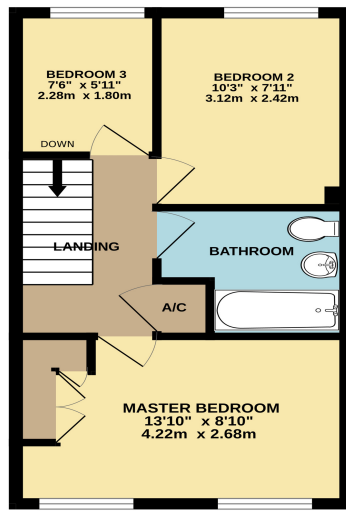 BEDROOM 3
7'6" x 5'11"
2.28m x 1.80m
BEDROOM 2
10'3" x 7'11"
3.12m x 2.42m
DOWN
LANDING
BATHROOM
A/C
MASTER BEDROOM
13'10" x 8'10"
4.22m x 2.68m